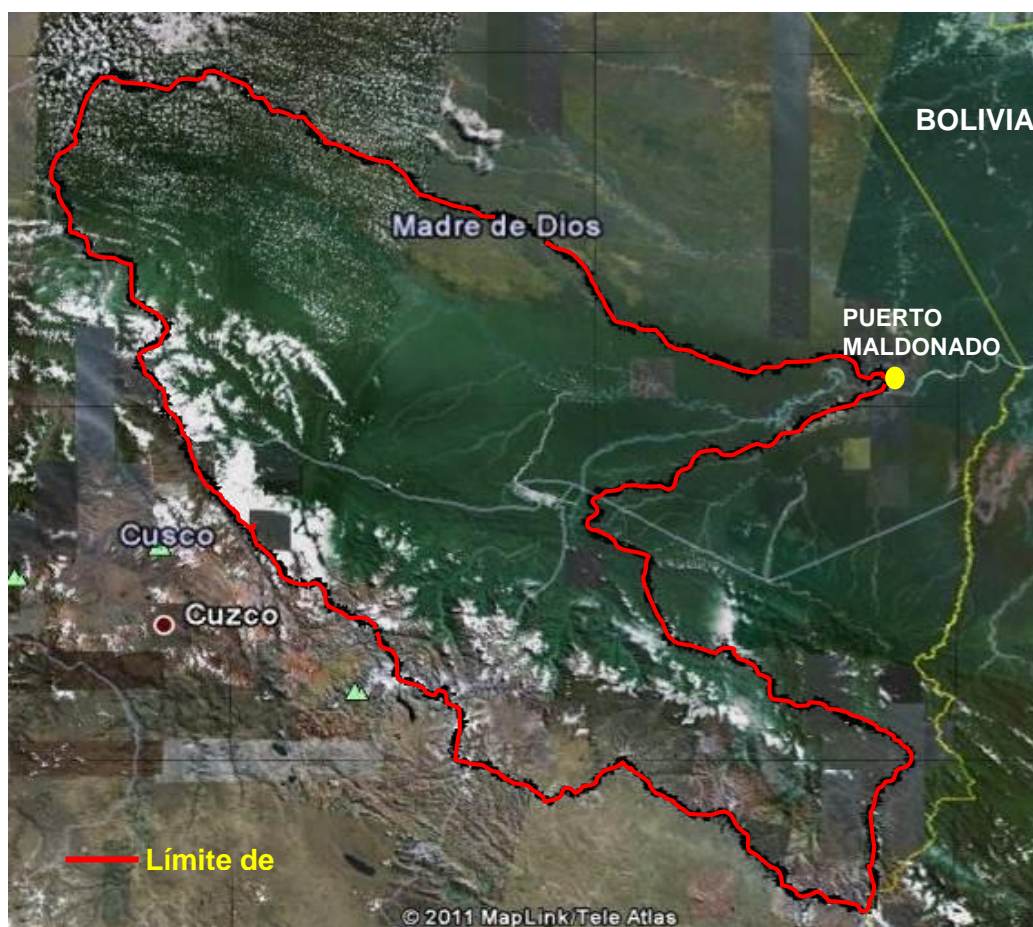 BOLIVIA
Madre de Dios
PUERTO
MALDONADO
Cusco
Cuzco
Límite de
© 2011 MapLink/Tele Atlas